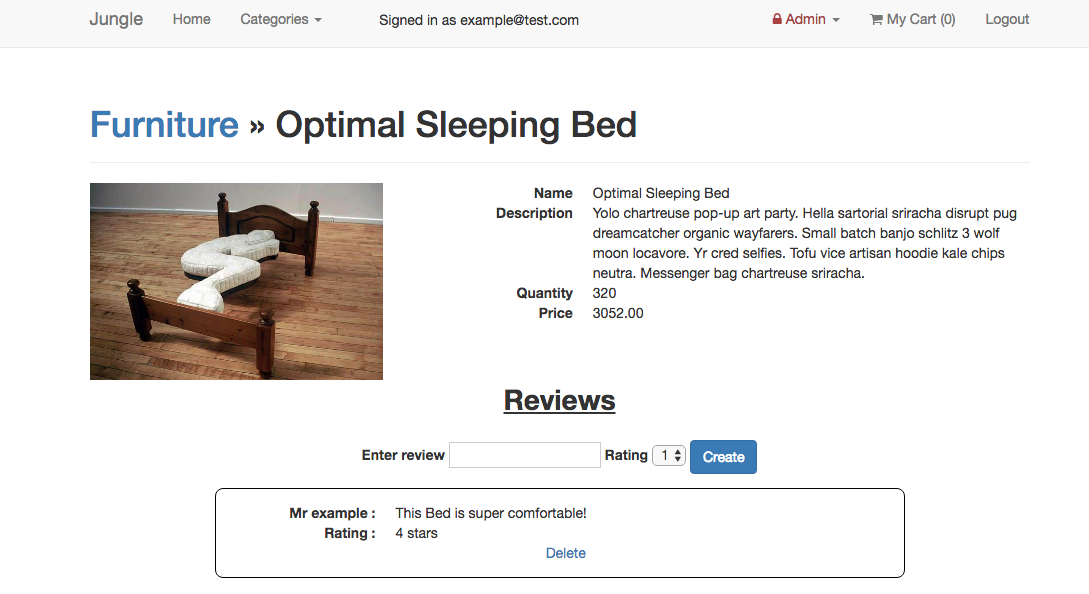 Jungle Home Categories Signed in as example@test.com Admin My Cart (0) Logout
Furniture » Optimal Sleeping Bed
Name Optimal Sleeping Bed
Description Yolo chartreuse pop-up art party. Hella sartorial sriracha disrupt pug
dreamcatcher organic wayfarers. Small batch banjo schlitz 3 wolf
moon locavore. Yr cred selfies. Tofu vice artisan hoodie kale chips
neutra. Messenger bag chartreuse sriracha.
Quantity 320
Price 3052.00
Reviews
Enter review Rating 1 Create
Mr example : This Bed is super comfortable!
Rating : 4 stars
Delete